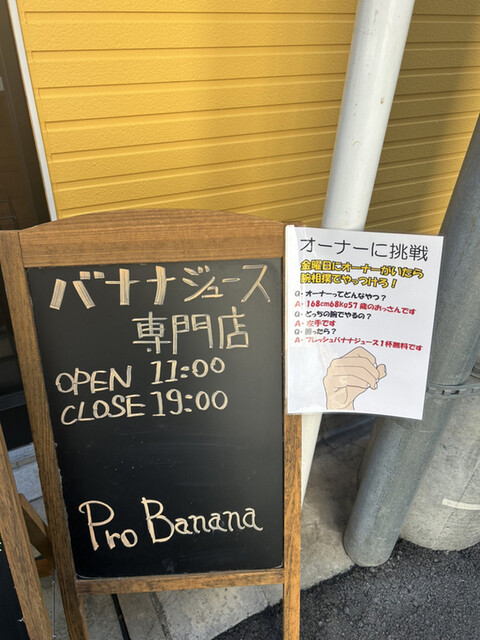 バナナジュース
専門店
OPEN 11:00
CLOSE 19:00
Pro Banana
オーナーに挑戦
金曜日にオーナーがいたら
腕相撲でやっつけろ！
Q・オーナーってどんなやつ？
A・168cm68kg57歳のおっさんです
Q・どっちの腕でやるの？
A・左手です
Q・勝ったら？
A・フレッシュバナナジュース1杯無料です